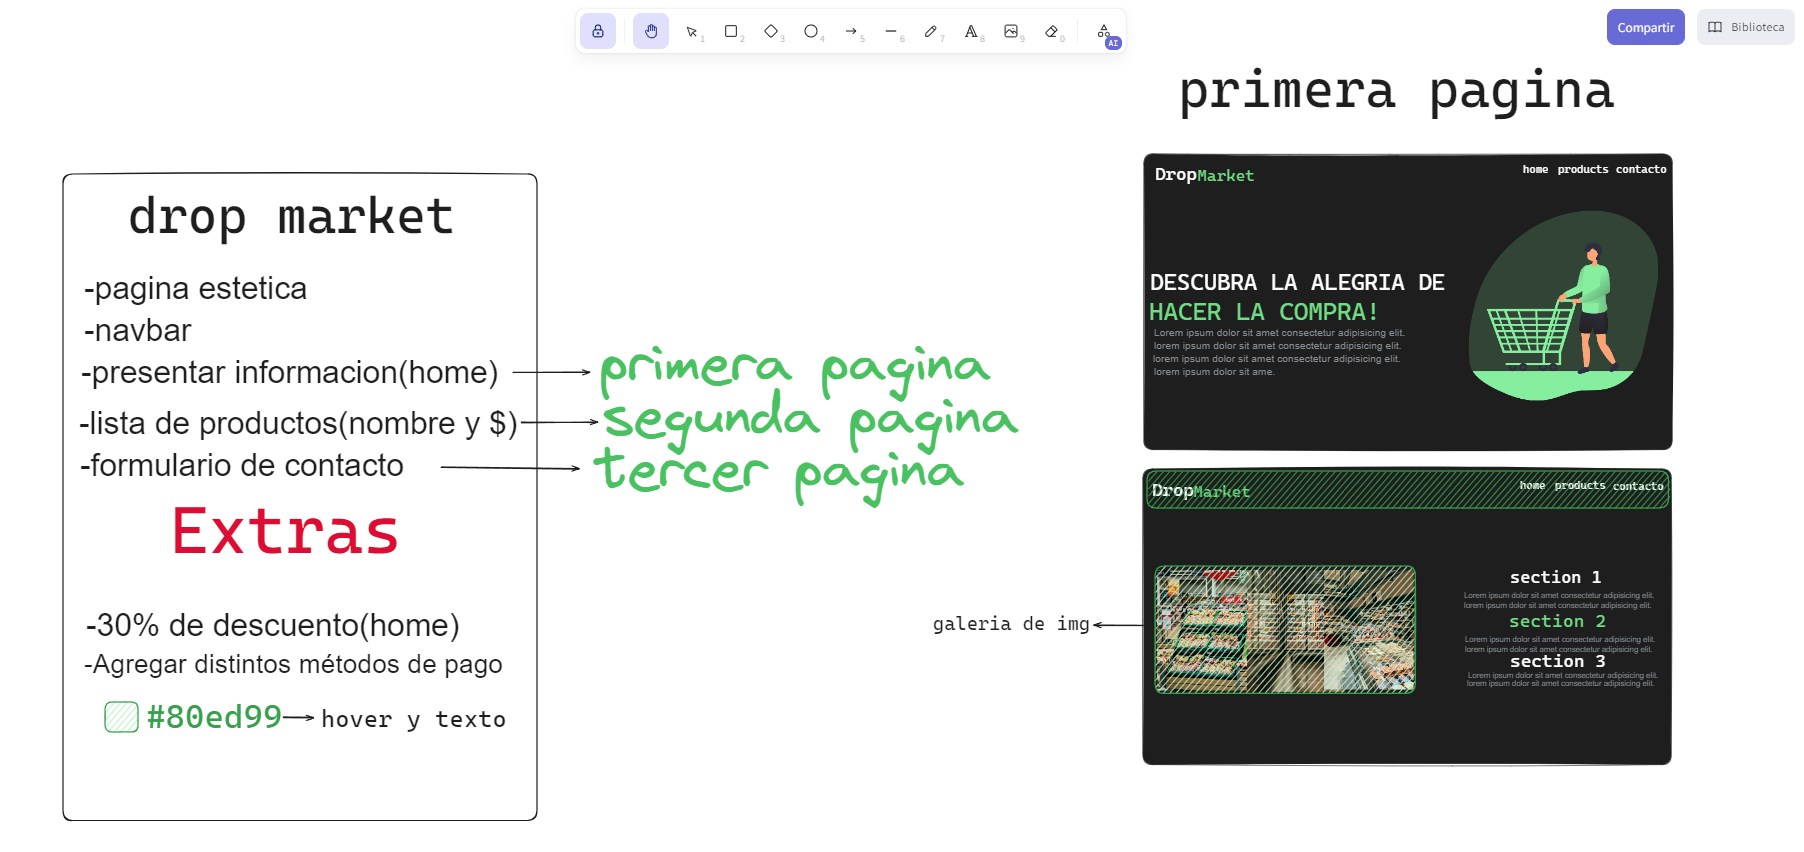 1
2
3
4
5
6
7
8
9
0
AI
Compartir
Biblioteca
drop market
-pagina estetica
-navbar
-presentar informacion(home)
-lista de productos(nombre y $)
-formulario de contacto
Extras
-30% de descuento(home)
-Agregar distintos métodos de pago
#80ed99
hover y texto
primera pagina
segunda pagina
tercer pagina
primera pagina
DropMarket
home products contacto
DESCUBRA LA ALEGRIA DE
HACER LA COMPRA!
Lorem ipsum dolor sit amet consectetur adipisicing elit.
lorem ipsum dolor sit amet consectetur adipisicing elit.
lorem ipsum dolor sit amet consectetur adipisicing elit.
lorem ipsum dolor sit ame.
DropMarket
home products contacto
galeria de img
section 1
Lorem ipsum dolor sit amet consectetur adipisicing elit.
lorem ipsum dolor sit amet consectetur adipisicing elit.
section 2
Lorem ipsum dolor sit amet consectetur adipisicing elit.
lorem ipsum dolor sit amet consectetur adipisicing elit.
section 3
Lorem ipsum dolor sit amet consectetur adipisicing elit.
lorem ipsum dolor sit amet consectetur adipisicing elit.